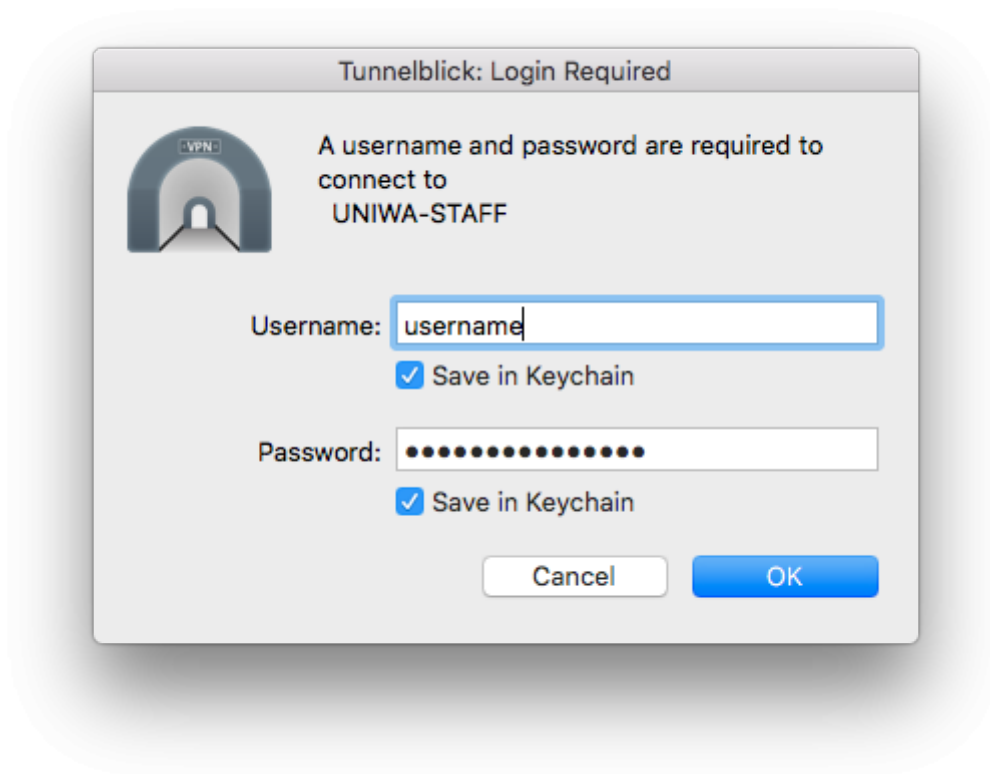 Tunnelblick: Login Required
-VPN-
A username and password are required to
connect to
UNIWA-STAFF
Username: username
Save in Keychain
Password: •••••••••••••••
Save in Keychain
Cancel OK